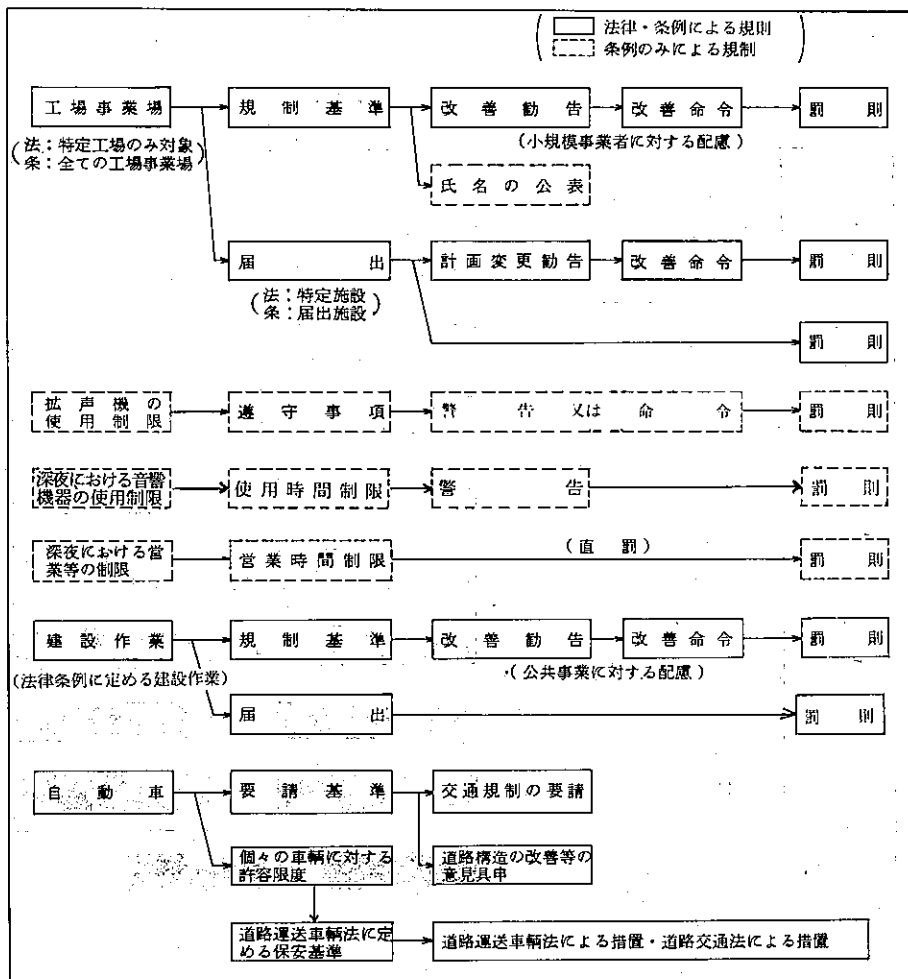 法律・条例による規則
条例のみによる規制
工場事業場
規制基準
改善勧告
改善命令
罰則
(法:特定工場のみ対象
条:全ての工場事業場)
(小規模事業者に対する配慮)
氏名の公表
届出
計画変更勧告
改善命令
罰則
(法:特定施設
条:届出施設)
罰則
拡声機の
使用制限
遵守事項
警告又は命令
罰則
深夜における音響
機器の使用制限
使用時間制限
警告
罰則
深夜における営
業等の制限
営業時間制限
(直罰)
罰則
建設作業
規制基準
改善勧告
改善命令
罰則
(法律条例に定める建設作業)
(公共事業に対する配慮)
届出
罰則
自動車
要請基準
交通規制の要請
個々の車輌に対する
許容限度
道路構造の改善等の
意見具申
道路運送車輌法に定
める保安基準
道路運送車輌法による措置・道路交通法による措置